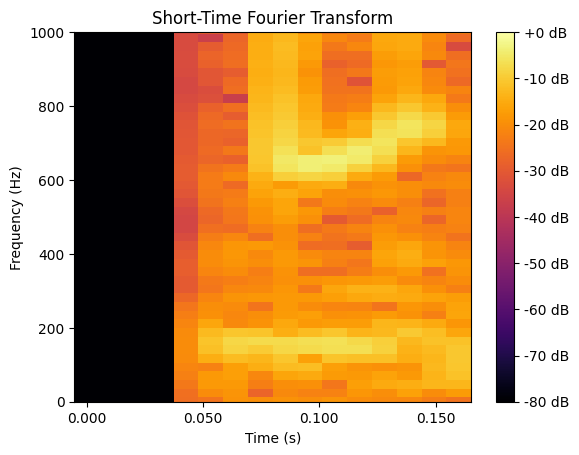 Short-Time Fourier Transform
Frequency (Hz)
1000
800
600
400
200
0
0.000
0.050
0.100
0.150
Time (s)
+0 dB
-10 dB
-20 dB
-30 dB
-40 dB
-50 dB
-60 dB
-70 dB
-80 dB